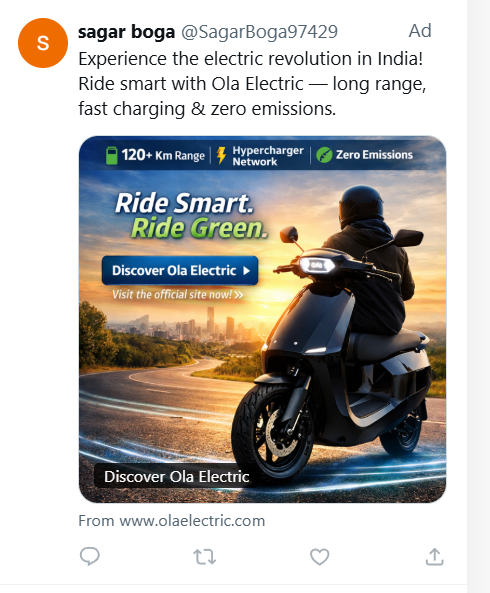 S
sagar boga @SagarBoga97429 Ad
Experience the electric revolution in India!
Ride smart with Ola Electric — long range,
fast charging & zero emissions.
120+ Km Range
Hypercharger
Network
Zero Emissions
Ride Smart.
Ride Green.
Discover Ola Electric
Visit the official site now! »
OLA
Discover Ola Electric
From www.olaelectric.com